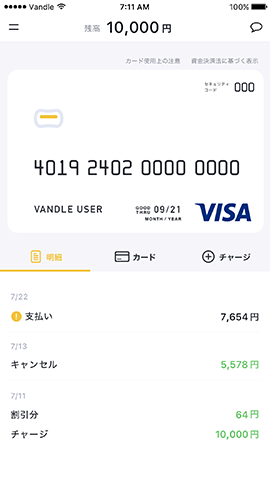 Vandle 7:11 AM 100%
残高 10,000 円
カード使用上の注意 資金決済法に基づく表示
セキュリティ
コード 000
4019 2402 0000 0000
VANDLE USER GOOD THRU 09/21 MONTH / YEAR VISA
明細 カード チャージ
7/22
支払い 7,654 円
7/13
キャンセル 5,578 円
7/11
割引分 64 円
チャージ 10,000 円